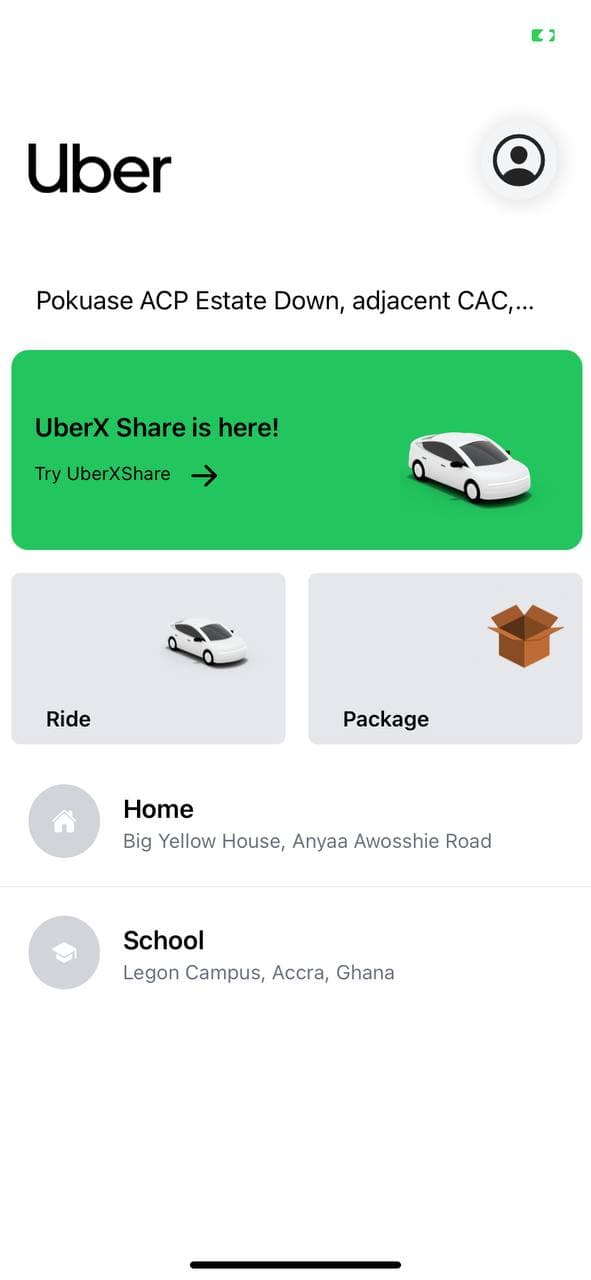 Uber
Pokuase ACP Estate Down, adjacent CAC,...
UberX Share is here!
Try UberXShare
Ride
Package
Home
Big Yellow House, Anyaa Awosshie Road
School
Legon Campus, Accra, Ghana